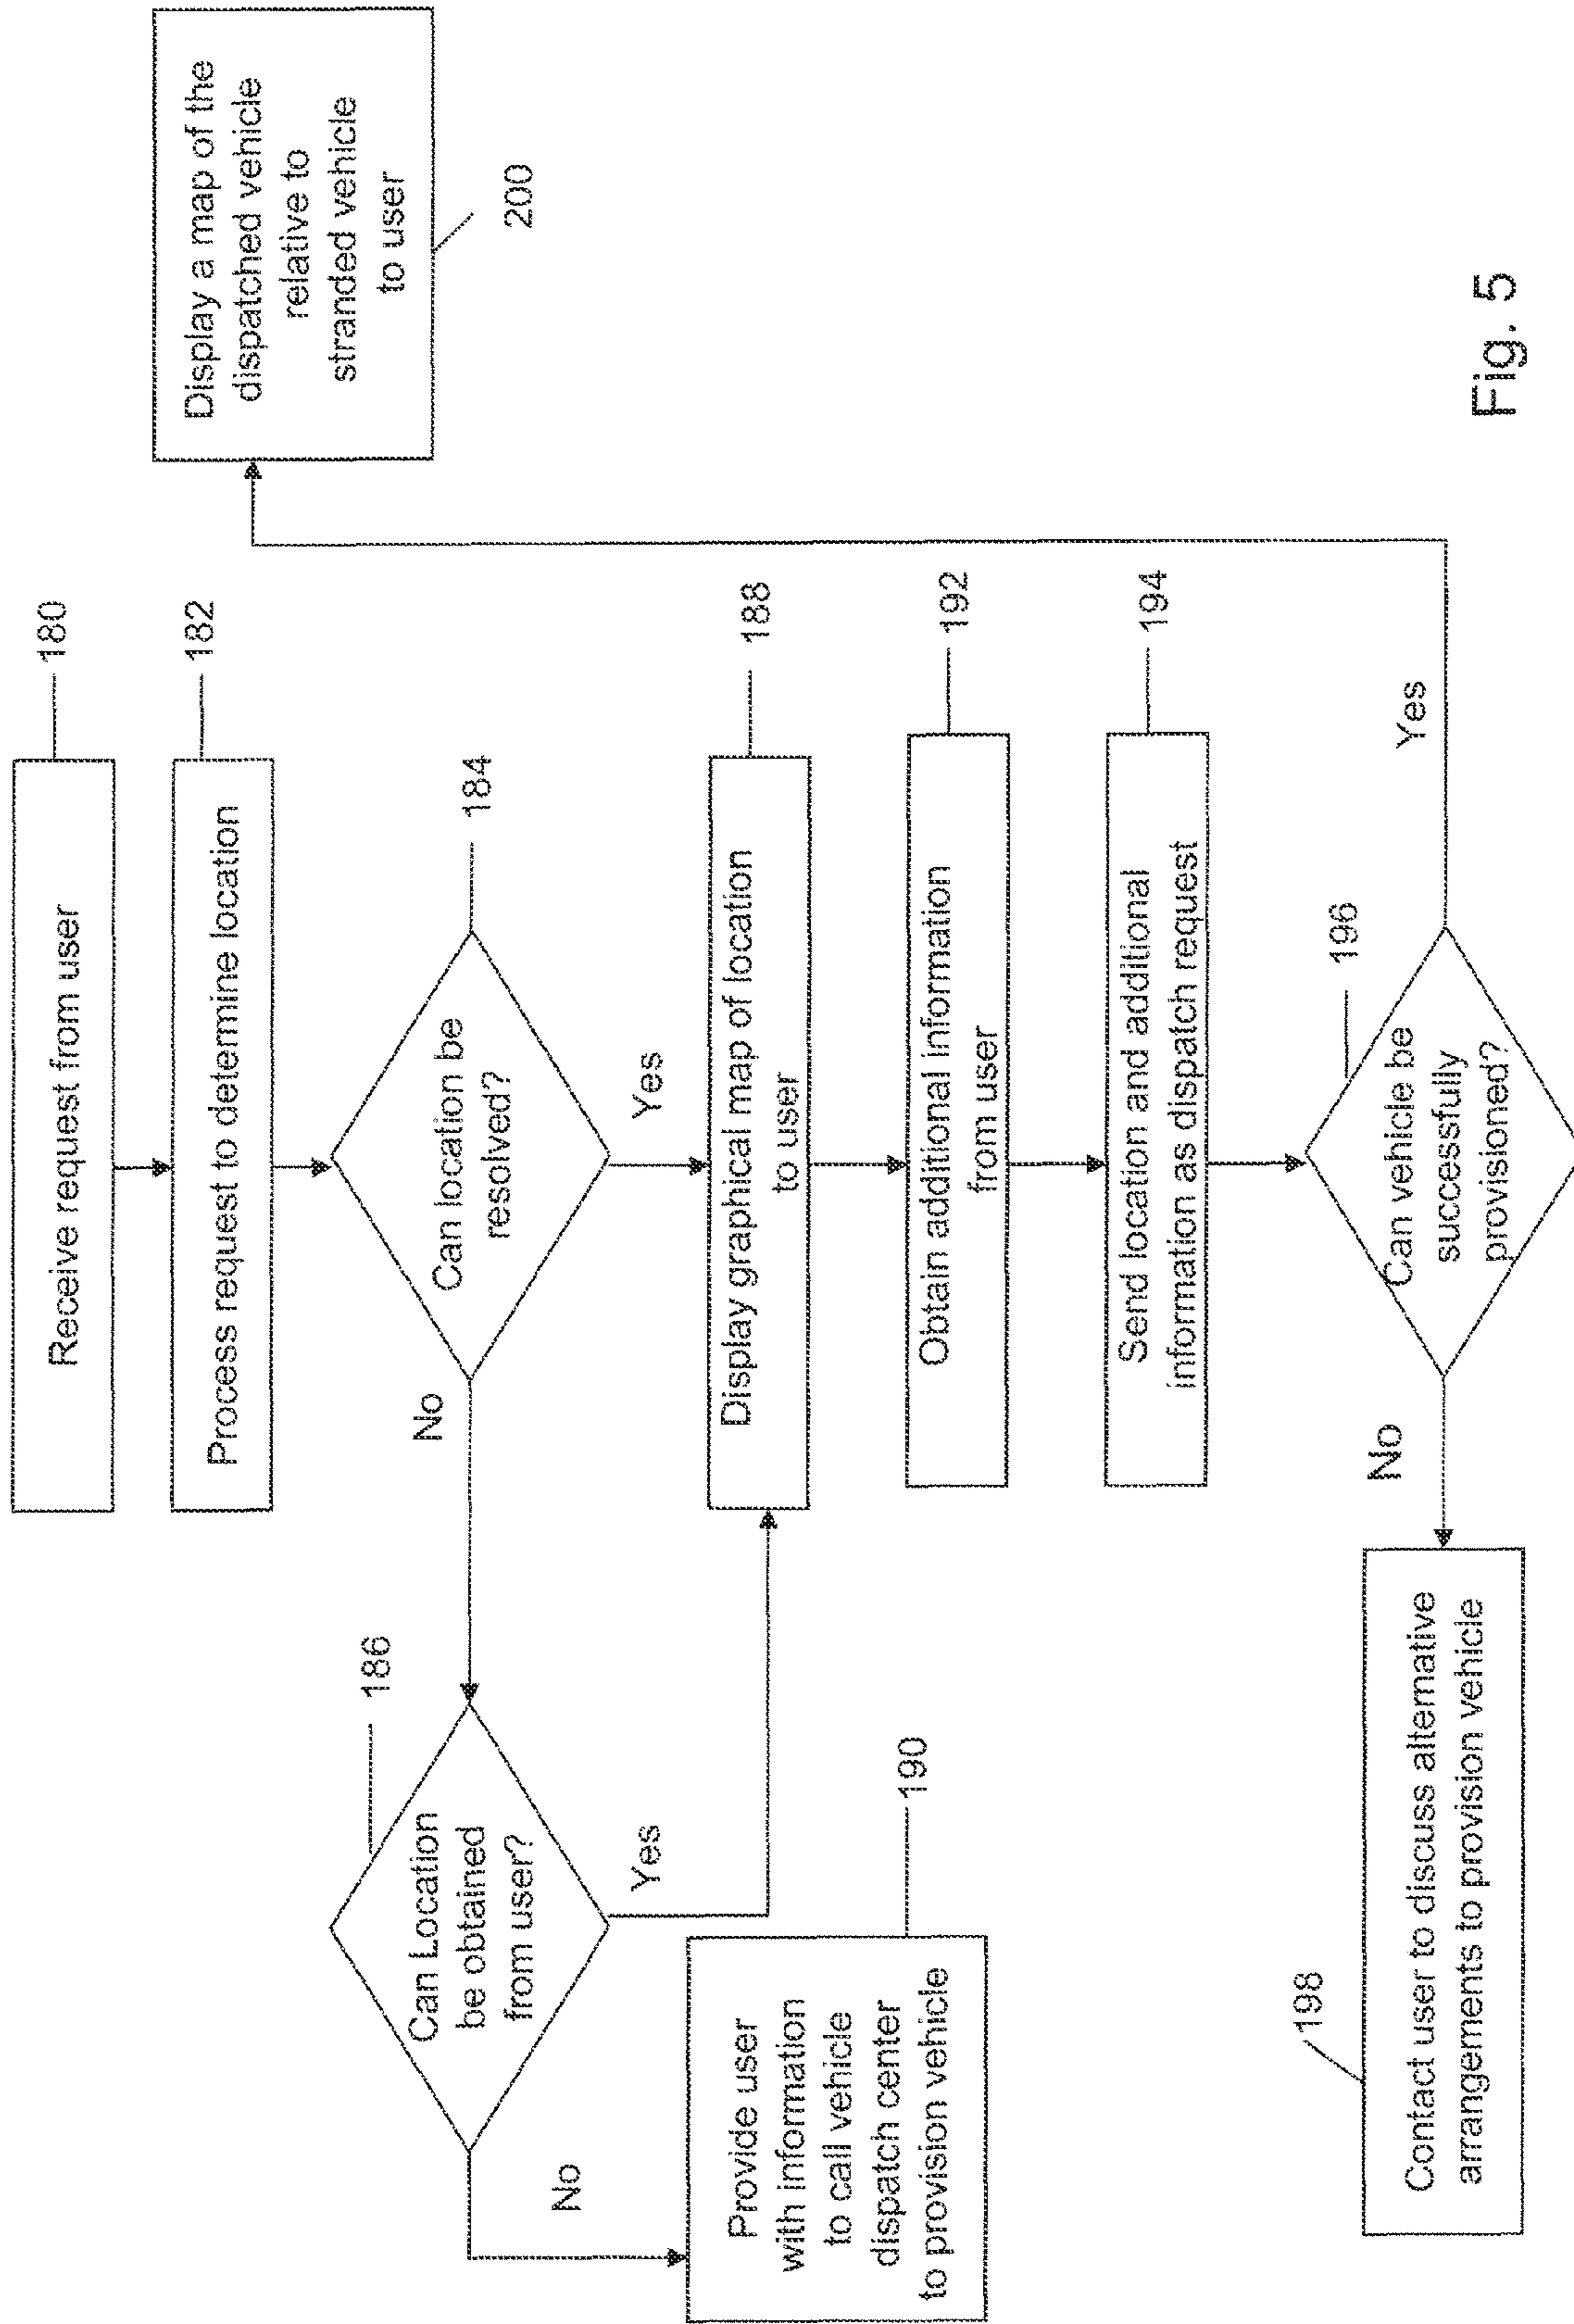 Receive request from user
180
Process request to determine location
182
Can location be
resolved?
184
No
Yes
Can Location
be obtained
from user?
186
Yes
No
Provide user
with information
to call vehicle
dispatch center
to provision vehicle
190
Display graphical map of location
to user
188
Obtain additional information
from user
192
Send location and additional
information as dispatch request
194
Can vehicle be
successfully
provisioned?
196
No
Yes
Contact user to discuss alternative
arrangements to provision vehicle
198
Display a map of the
dispatched vehicle
relative to
stranded vehicle
to user
200
Fig. 5